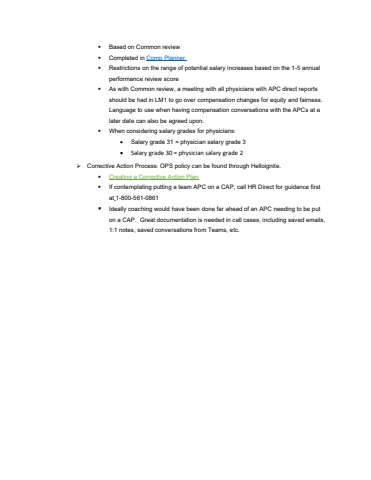 ▪ Based on Common review
▪ Completed in Comp Planner
▪ Restrictions on the range of potential salary increases based on the 1-5 annual
performance review score
▪ As with Common review, a meeting with all physicians with APC direct reports
should be had in LM1 to go over compensation changes for equity and fairness.
Language to use when having compensation conversations with the APCs at a
later date can also be agreed upon.
▪ When considering salary grades for physicians:
• Salary grade 31 = physician salary grade 3
• Salary grade 30 = physician salary grade 2
➢ Corrective Action Process: OPS policy can be found through HelloIgnite.
▪ Creating a Corrective Action Plan
▪ If contemplating putting a team APC on a CAP, call HR Direct for guidance first
at 1-800-561-0861
▪ Ideally coaching would have been done far ahead of an APC needing to be put
on a CAP. Great documentation is needed in call cases, including saved emails,
1:1 notes, saved conversations from Teams, etc.